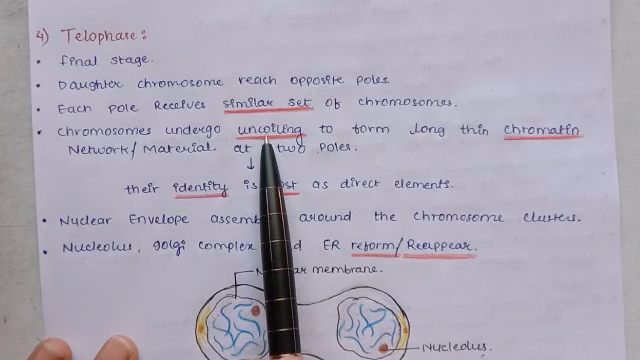 4) Telophase:
• final stage.
• Daughter chromosome reach opposite poles.
• Each pole Receives similar set of chromosomes.
• chromosomes undergo uncoiling to form long thin chromatin
Network/Material at two poles.
↓
their identity is lost as direct elements.
• Nuclear Envelope around the chromosome clusters.
• Nucleolus, golgi complex ER reform/Reappear.
membrane.
Nucleolus.